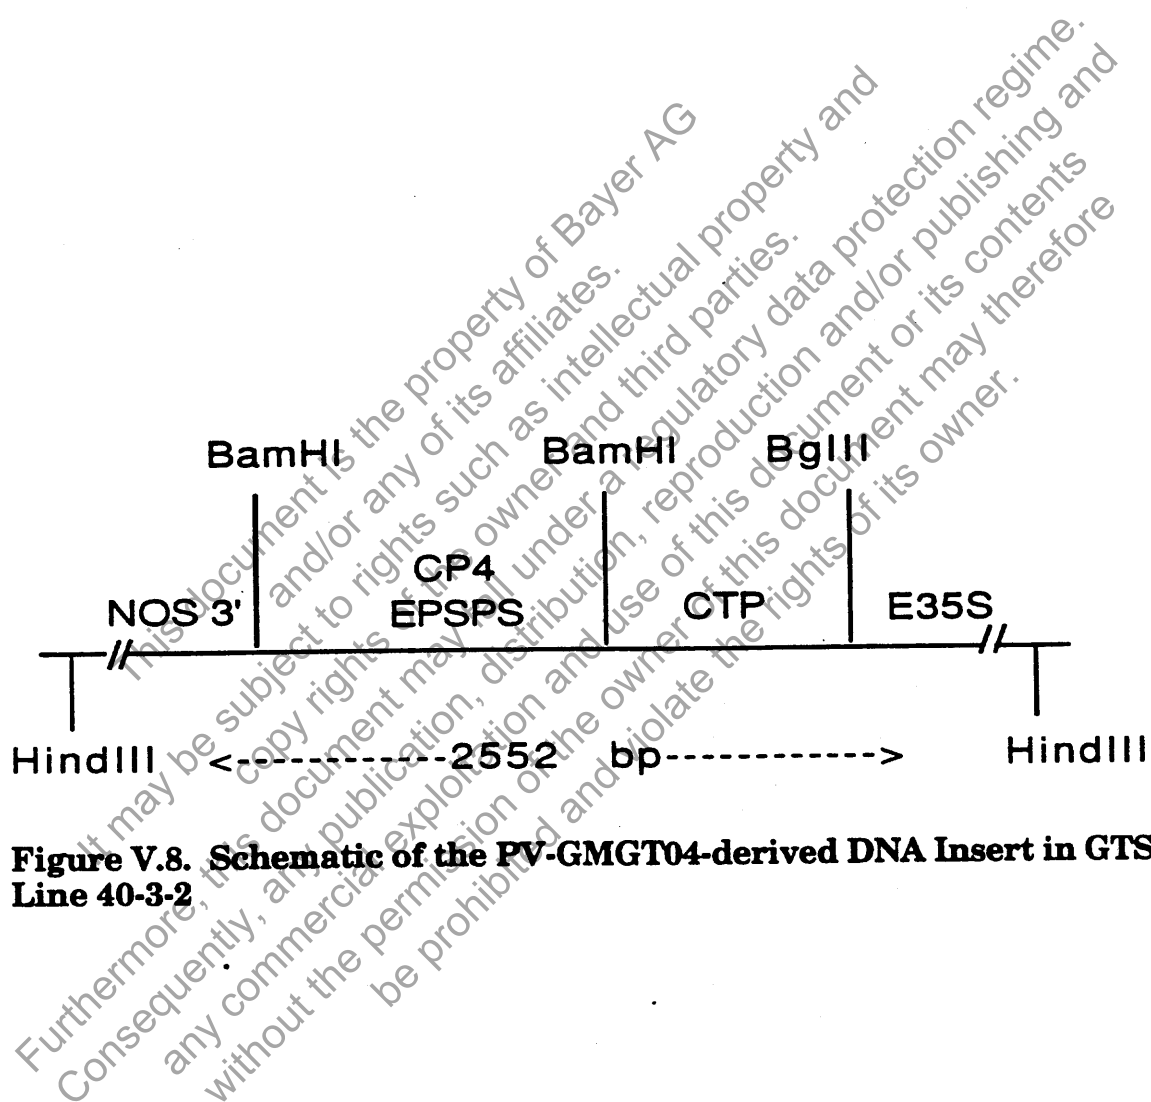 This document is the property of Bayer AG
and/or any of its affiliates.
It may be subject to rights such as intellectual property and
copy rights of the owner and third parties.
Furthermore, this document may fall under a regulatory data protection regime.
Consequently, any publication, distribution, reproduction and/or publishing and
any commercial exploitation and use of this document or its contents
without the permission of the owner of this document may therefore
be prohibited and violate the rights of its owner.
BamHI BamHI BglII
CP4
NOS 3' EPSPS CTP E35S
HindIII <------------2552 bp-------------> HindIII
Figure V.8. Schematic of the PV-GMGT04-derived DNA Insert in GTS
Line 40-3-2